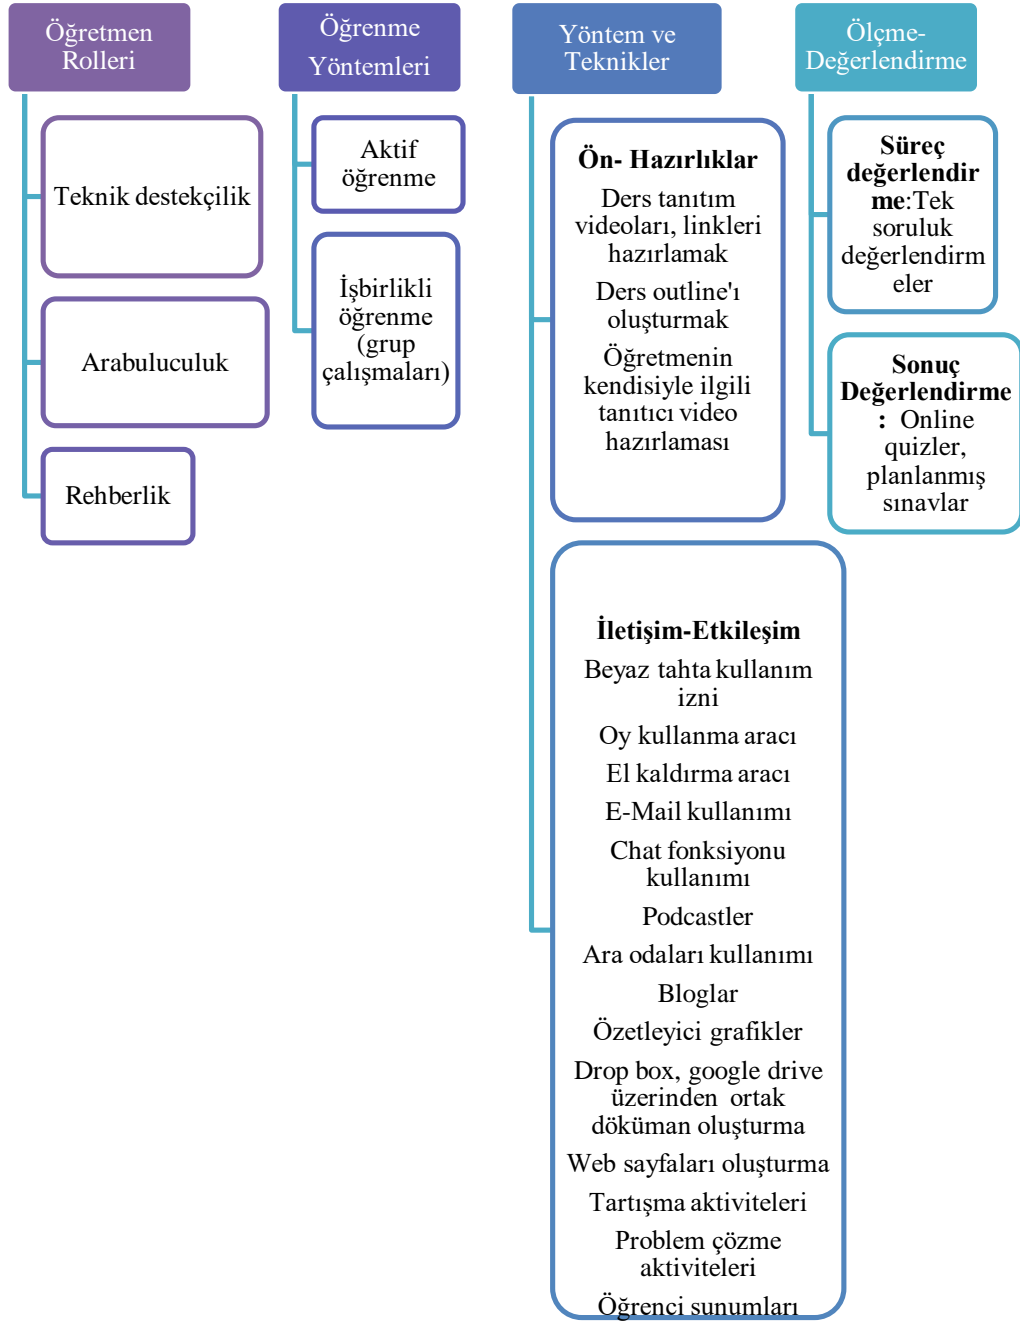 Öğretmen
Rolleri
Teknik destekçilik
Arabuluculuk
Rehberlik
Öğrenme
Yöntemleri
Aktif
öğrenme
İşbirlikli
öğrenme
(grup
çalışmaları)
Yöntem ve
Teknikler
Ön- Hazırlıklar
Ders tanıtım
videoları, linkleri
hazırlamak
Ders outline'ı
oluşturmak
Öğretmenin
kendisiyle ilgili
tanıtıcı video
hazırlaması
İletişim-Etkileşim
Beyaz tahta kullanım
izni
Oy kullanma aracı
El kaldırma aracı
E-Mail kullanımı
Chat fonksiyonu
kullanımı
Podcastler
Ara odaları kullanımı
Bloglar
Özetleyici grafikler
Drop box, google drive
üzerinden ortak
döküman oluşturma
Web sayfaları oluşturma
Tartışma aktiviteleri
Problem çözme
aktiviteleri
Öğrenci sunumları
Ölçme-
Değerlendirme
Süreç
değerlendir
me:Tek
soruluk
değerlendirm
eler
Sonuç
Değerlendirme
: Online
quizler,
planlanmış
sınavlar